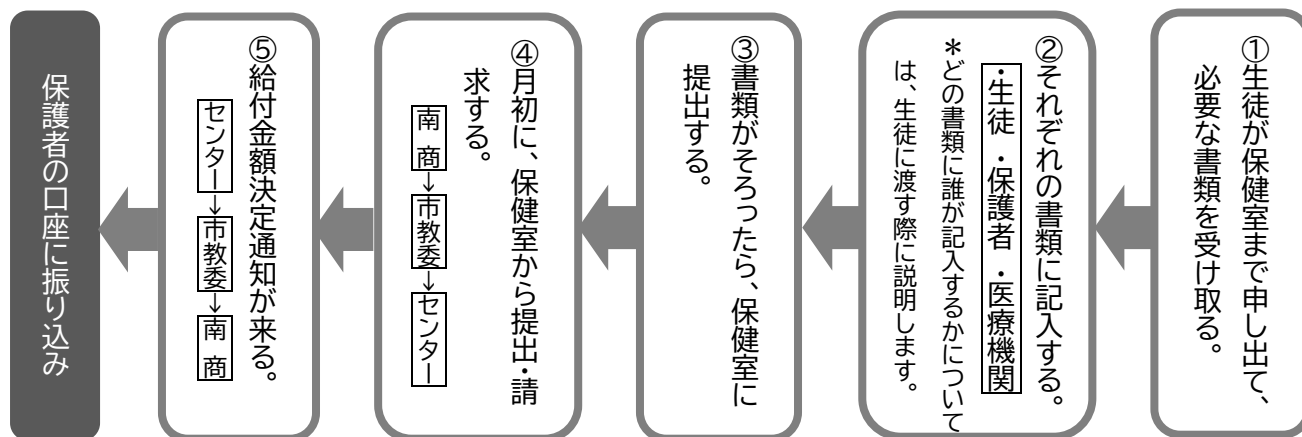 ①生徒が保健室まで申し出て、
必要な書類を受け取る。
②それぞれの書類に記入する。
・生徒 ・保護者 ・医療機関
＊どの書類に誰が記入するかについて
は、生徒に渡す際に説明します。
③書類がそろったら、保健室に
提出する。
④月初に、保健室から提出・請
求する。
南 商→市教委→センター
⑤給付金額決定通知が来る。
センター→市教委→南 商
保護者の口座に振り込み